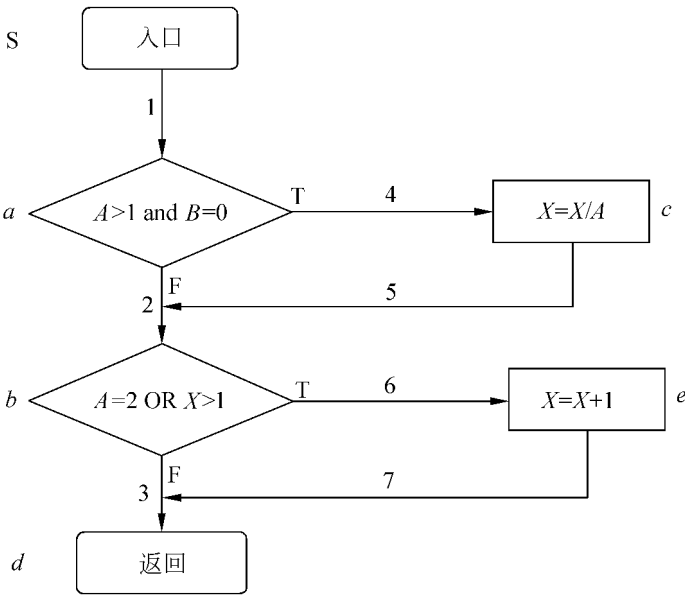 S
入口
1
a
A>1 and B=0
T
4
X=X/A
c
F
5
2
b
A=2 OR X>1
T
6
X=X+1
e
F
7
3
d
返回